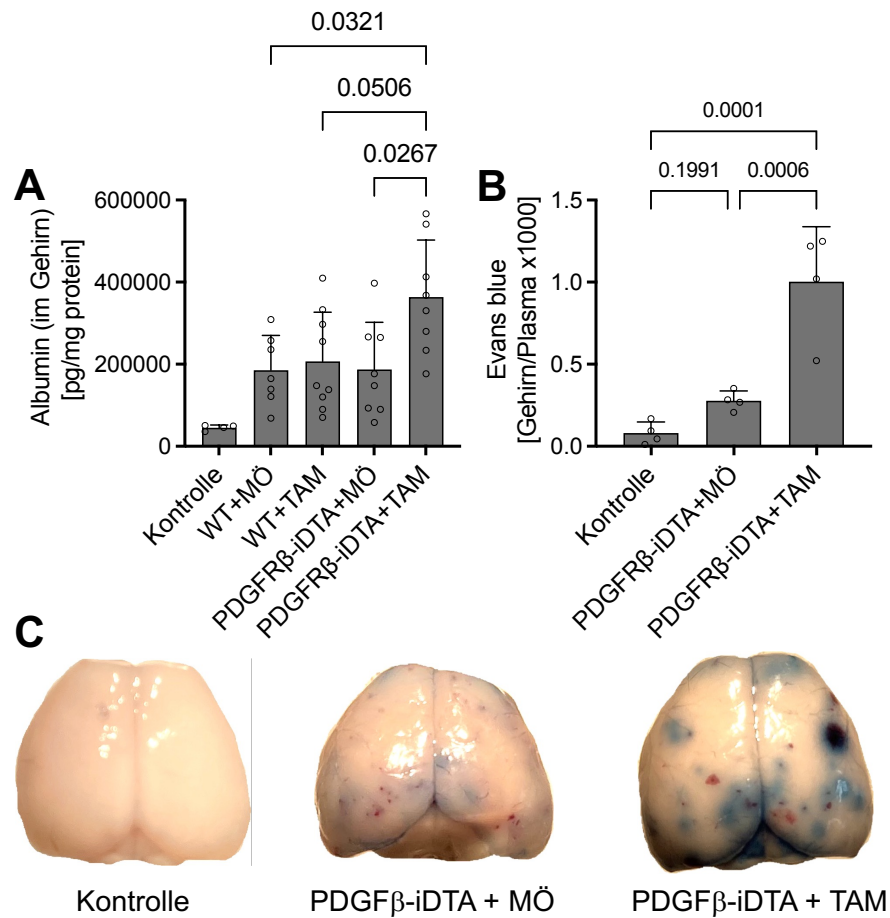 0.0321
0.0506
0.0267
A
Albumin (im Gehirn)
[pg/mg protein]
600000
400000
200000
0
Kontrolle
WT+MÖ
WT+TAM
PDGFRβ-iDTA+MÖ
PDGFRβ-iDTA+TAM
0.0001
0.1991
0.0006
B
Evans blue
[Gehirn/Plasma x1000]
1.5
1.0
0.5
0.0
Kontrolle
PDGFRβ-iDTA+MÖ
PDGFRβ-iDTA+TAM
C
Kontrolle
PDGFβ-iDTA + MÖ
PDGFβ-iDTA + TAM